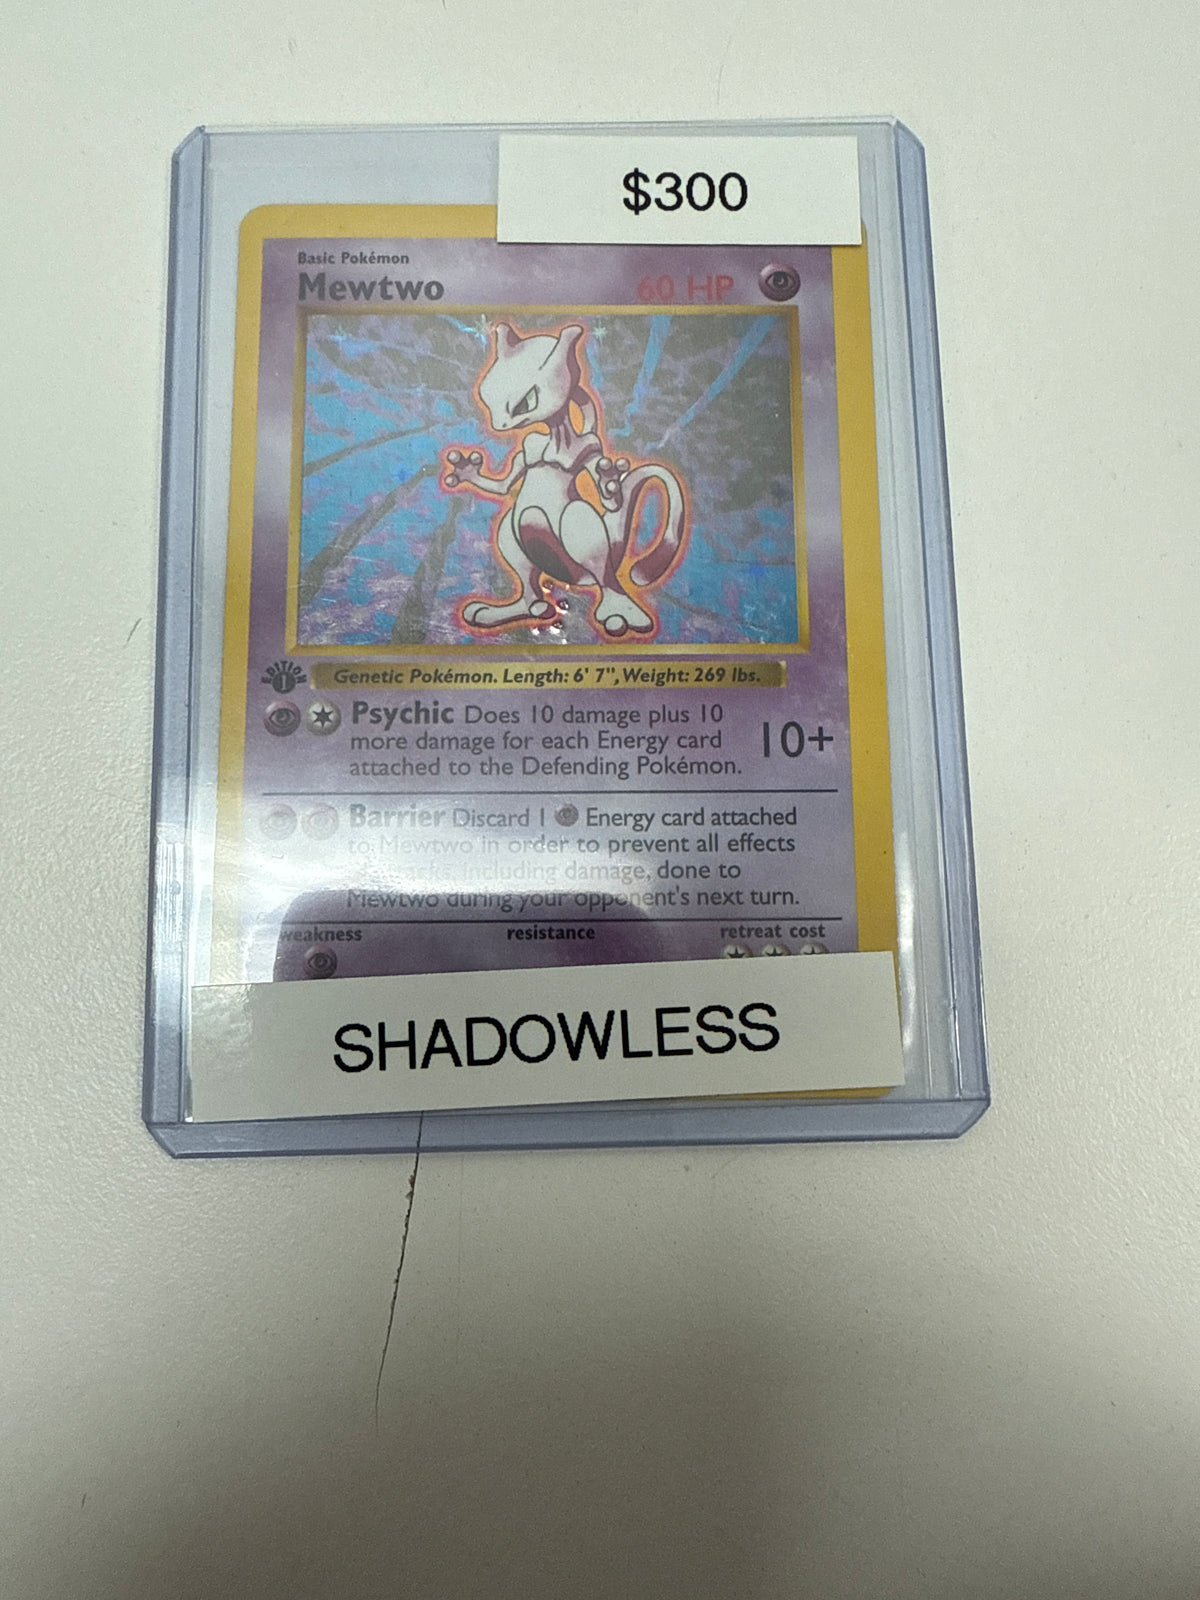 $300
Basic Pokémon
Mewtwo 60 HP
EDITION 1
Genetic Pokémon. Length: 6' 7", Weight: 269 lbs.
Psychic Does 10 damage plus 10
more damage for each Energy card
attached to the Defending Pokémon.
10+
Barrier Discard 1 Energy card attached
to Mewtwo in order to prevent all effects
including damage, done to
Mewtwo during your opponent's next turn.
weakness resistance retreat cost
SHADOWLESS